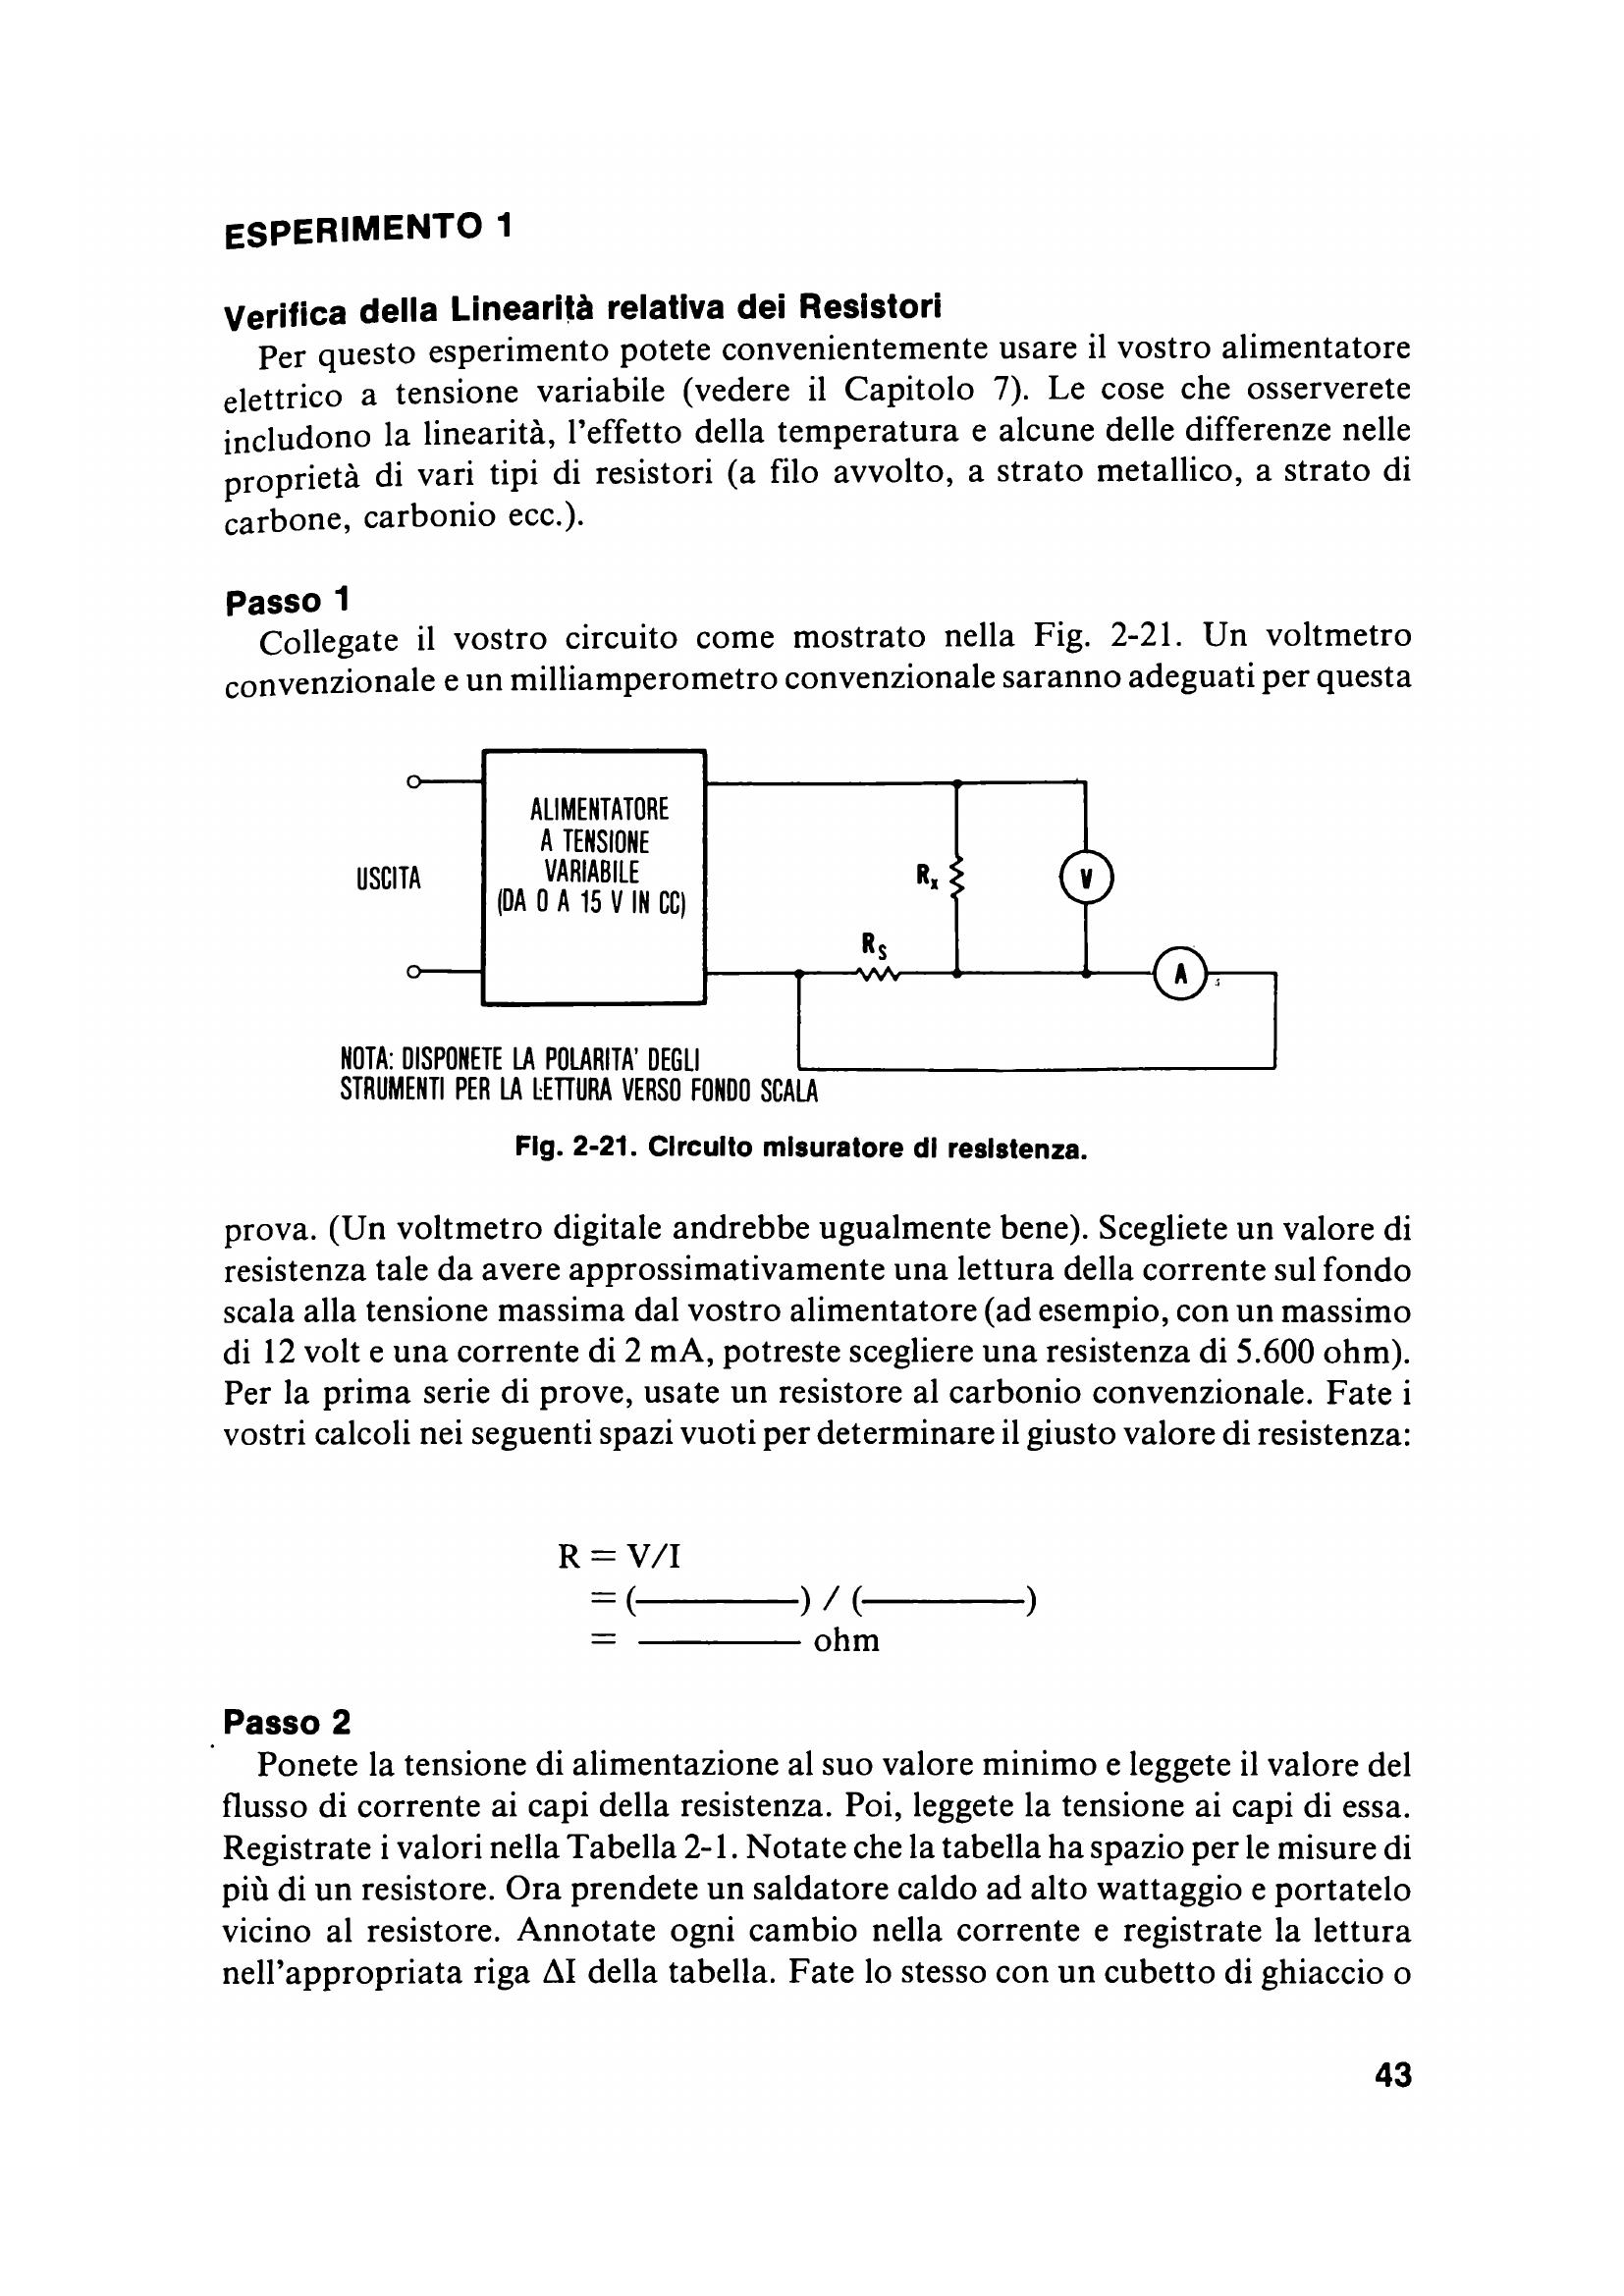 ESPERIMENTO 1
Verifica della Linearità relativa dei Resistori
Per questo esperimento potete convenientemente usare il vostro alimentatore
elettrico a tensione variabile (vedere il Capitolo 7). Le cose che osserverete
includono la linearità, l'effetto della temperatura e alcune delle differenze nelle
proprietà di vari tipi di resistori (a filo avvolto, a strato metallico, a strato di
carbone, carbonio ecc.).
Passo 1
Collegate il vostro circuito come mostrato nella Fig. 2-21. Un voltmetro
convenzionale e un milliamperometro convenzionale saranno adeguati per questa
ALIMENTATORE
A TENSIONE
VARIABILE
(DA 0 A 15 V IN CC)
USCITA
Rx
V
RS
A
NOTA: DISPONETE LA POLARITA' DEGLI
STRUMENTI PER LA LETTURA VERSO FONDO SCALA
Fig. 2-21. Circuito misuratore di resistenza.
prova. (Un voltmetro digitale andrebbe ugualmente bene). Scegliete un valore di
resistenza tale da avere approssimativamente una lettura della corrente sul fondo
scala alla tensione massima dal vostro alimentatore (ad esempio, con un massimo
di 12 volt e una corrente di 2 mA, potreste scegliere una resistenza di 5.600 ohm).
Per la prima serie di prove, usate un resistore al carbonio convenzionale. Fate i
vostri calcoli nei seguenti spazi vuoti per determinare il giusto valore di resistenza:
R = V/I
= (________) / (________)
= ________ ohm
Passo 2
Ponete la tensione di alimentazione al suo valore minimo e leggete il valore del
flusso di corrente ai capi della resistenza. Poi, leggete la tensione ai capi di essa.
Registrate i valori nella Tabella 2-1. Notate che la tabella ha spazio per le misure di
più di un resistore. Ora prendete un saldatore caldo ad alto wattaggio e portatelo
vicino al resistore. Annotate ogni cambio nella corrente e registrate la lettura
nell'appropriata riga ΔI della tabella. Fate lo stesso con un cubetto di ghiaccio o
43